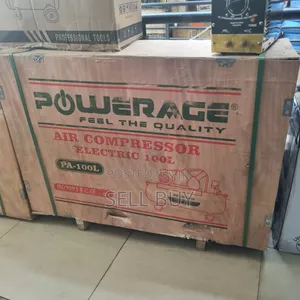 PROFESSIONAL TOOLS
POWERAGE®
FEEL THE QUALITY
AIR COMPRESSOR
ELECTRIC 100L
PA-100L
SELL BUY